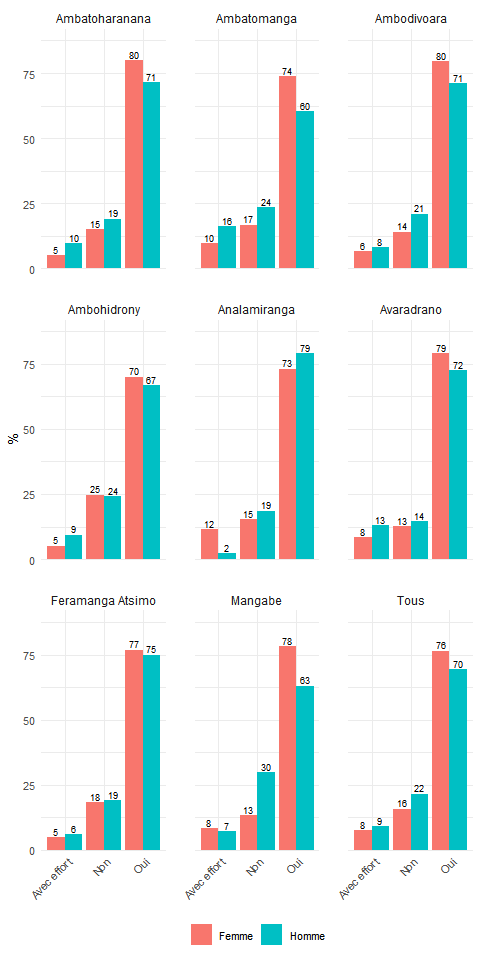 Ambatoharanana Ambatomanga Ambodivoara
80 74 80
71 60 71
75
50
25
0
5 10 15 19
10 16 17 24
6 8 14 21
Ambohidrony Analamiranga Avaradrano
%
75
50
25
0
5 9 25 24 70 67
12 2 15 19 73 79
8 13 13 14 79 72
Feramanga Atsimo Mangabe Tous
75
50
25
0
5 6 18 19 77 75
8 7 13 30 78 63
8 9 16 22 76 70
Avec effort Non Oui Avec effort Non Oui Avec effort Non Oui
Femme Homme